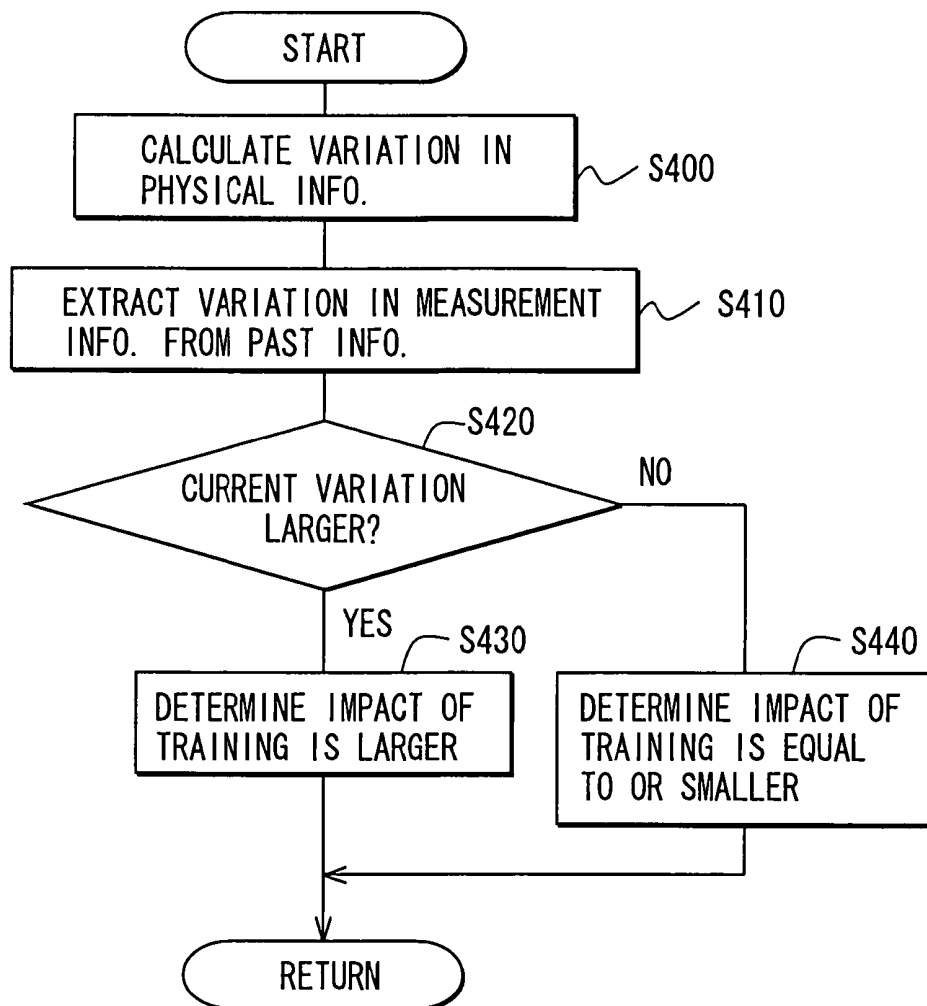 START
CALCULATE VARIATION IN
PHYSICAL INFO.
S400
EXTRACT VARIATION IN MEASUREMENT
INFO. FROM PAST INFO.
S410
S420
CURRENT VARIATION
LARGER?
NO
YES
S430
DETERMINE IMPACT OF
TRAINING IS LARGER
S440
DETERMINE IMPACT OF
TRAINING IS EQUAL
TO OR SMALLER
RETURN